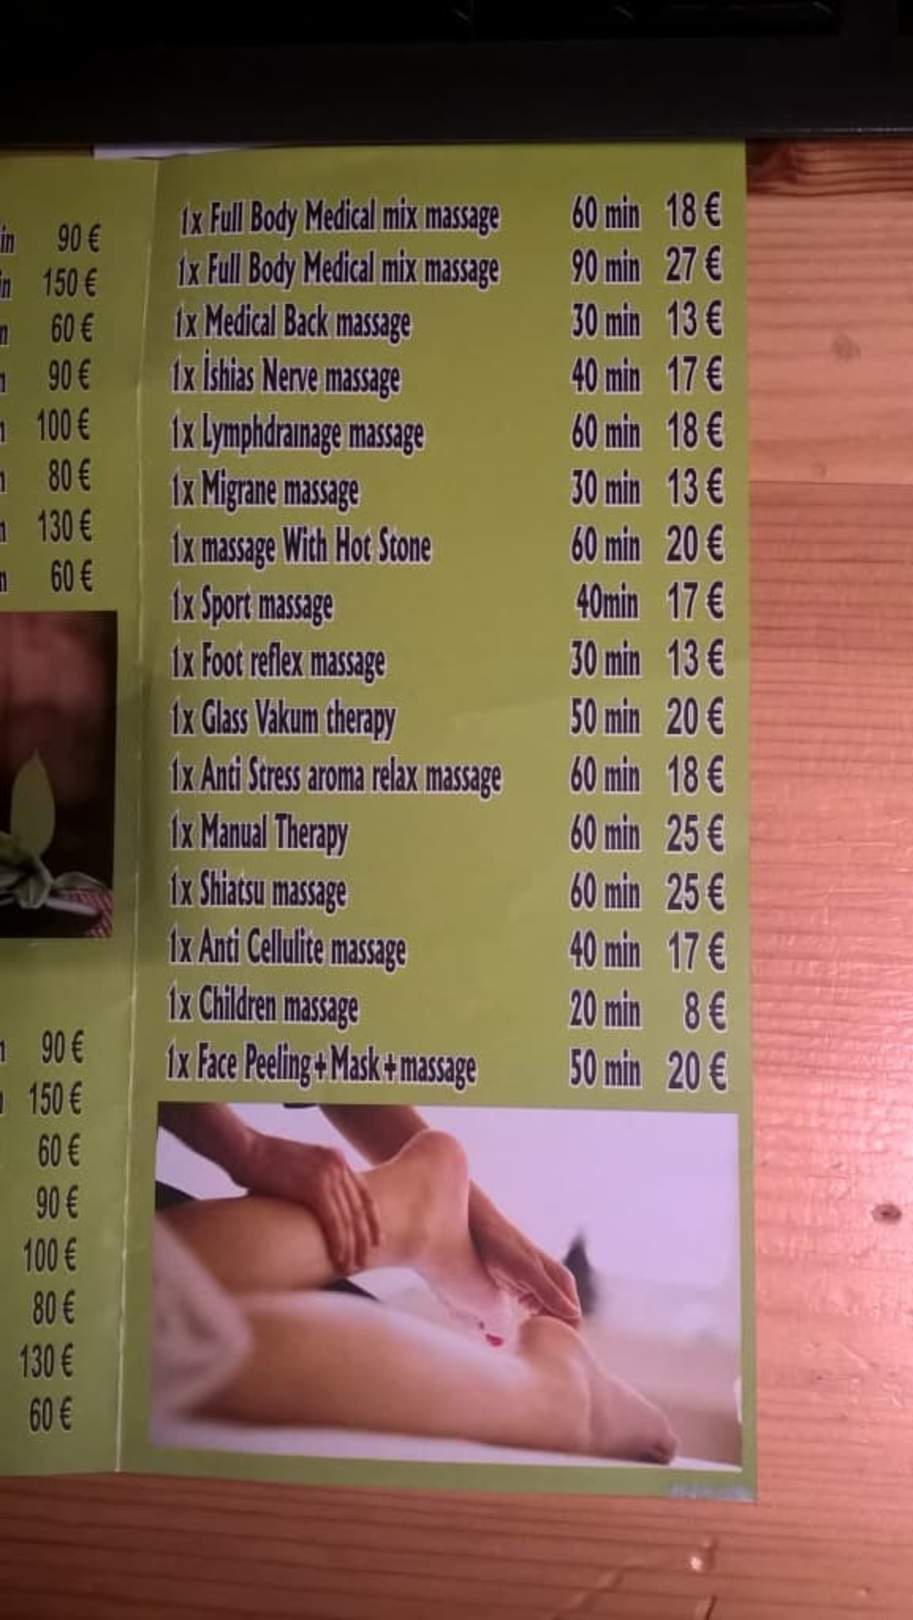 in 90 €
in 150 €
n 60 €
90 €
100 €
80 €
130 €
60 €
90 €
150 €
60 €
90 €
100 €
80 €
130 €
60 €
1x Full Body Medical mix massage 60 min 18 €
1x Full Body Medical mix massage 90 min 27 €
1x Medical Back massage 30 min 13 €
1x İshias Nerve massage 40 min 17 €
1x Lymphdraınage massage 60 min 18 €
1x Migrane massage 30 min 13 €
1x massage With Hot Stone 60 min 20 €
1x Sport massage 40min 17 €
1x Foot reflex massage 30 min 13 €
1x Glass Vakum therapy 50 min 20 €
1x Anti Stress aroma relax massage 60 min 18 €
1x Manual Therapy 60 min 25 €
1x Shiatsu massage 60 min 25 €
1x Anti Cellulite massage 40 min 17 €
1x Children massage 20 min 8 €
1x Face Peeling+Mask+massage 50 min 20 €